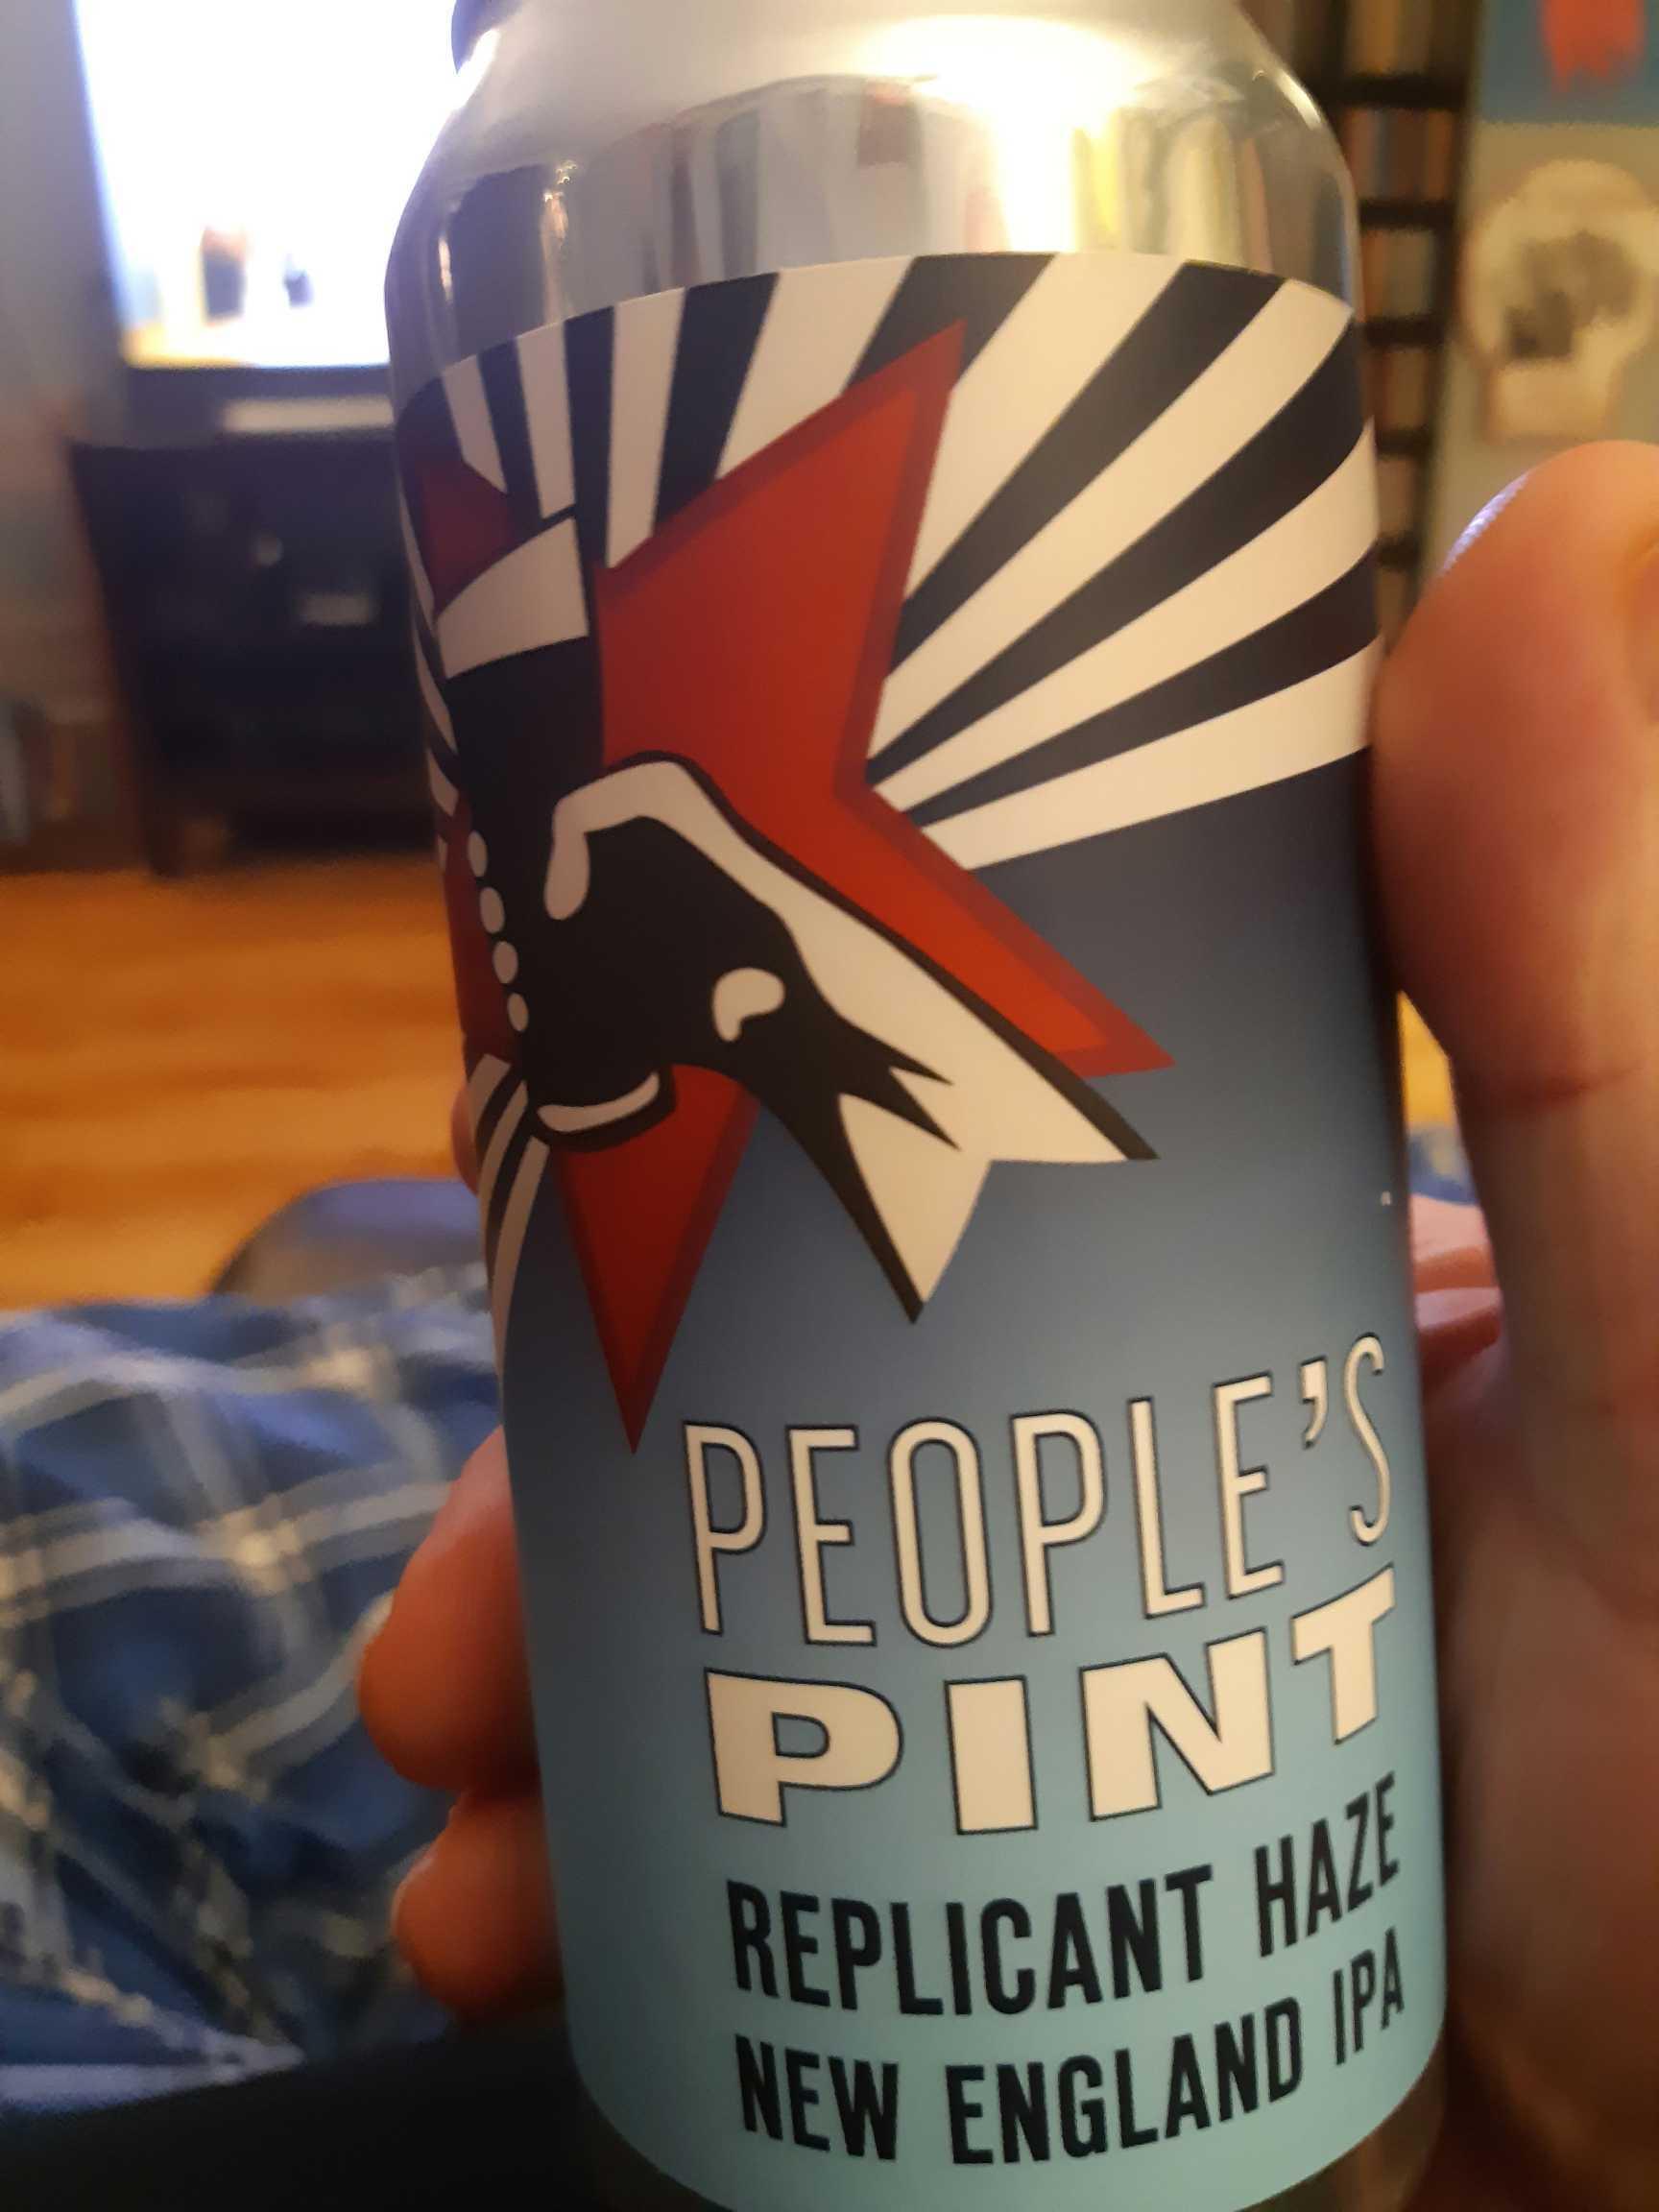 PEOPLE'S
PINT
REPLICANT HAZE
NEW ENGLAND IPA